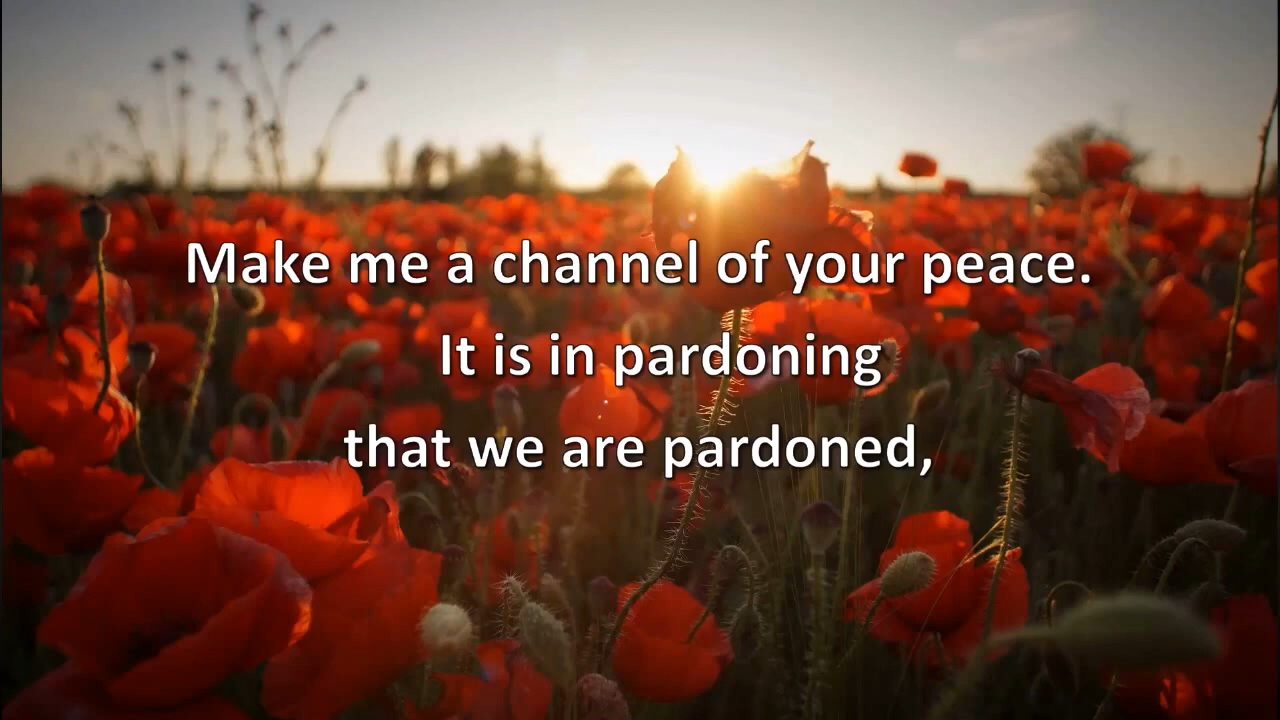 Make me a channel of your peace.
It is in pardoning
that we are pardoned,